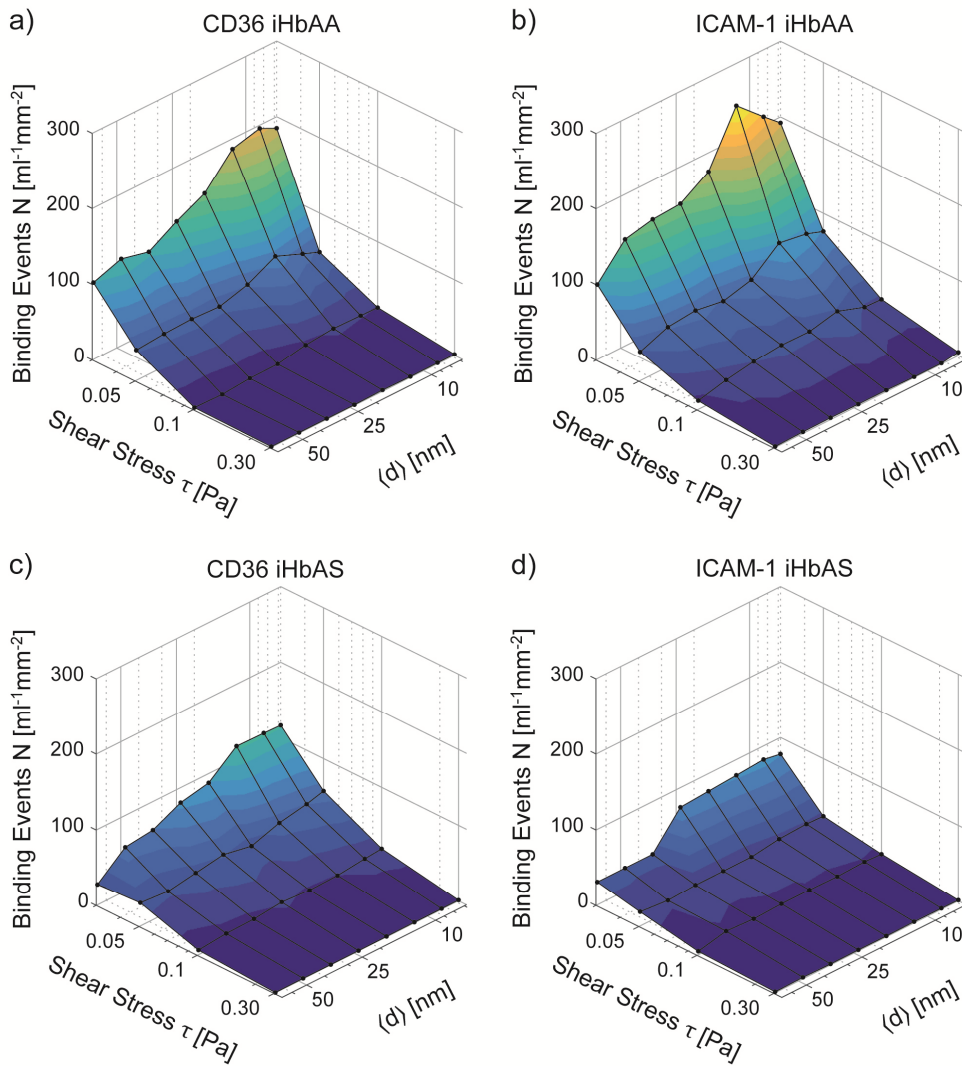 a) CD36 iHbAA
Binding Events N [ml⁻¹mm⁻²]
300
200
100
0
0.05
0.1
0.30
Shear Stress τ [Pa]
50
25
10
⟨d⟩ [nm]
b) ICAM-1 iHbAA
Binding Events N [ml⁻¹mm⁻²]
300
200
100
0
0.05
0.1
0.30
Shear Stress τ [Pa]
50
25
10
⟨d⟩ [nm]
c) CD36 iHbAS
Binding Events N [ml⁻¹mm⁻²]
300
200
100
0
0.05
0.1
0.30
Shear Stress τ [Pa]
50
25
10
⟨d⟩ [nm]
d) ICAM-1 iHbAS
Binding Events N [ml⁻¹mm⁻²]
300
200
100
0
0.05
0.1
0.30
Shear Stress τ [Pa]
50
25
10
⟨d⟩ [nm]